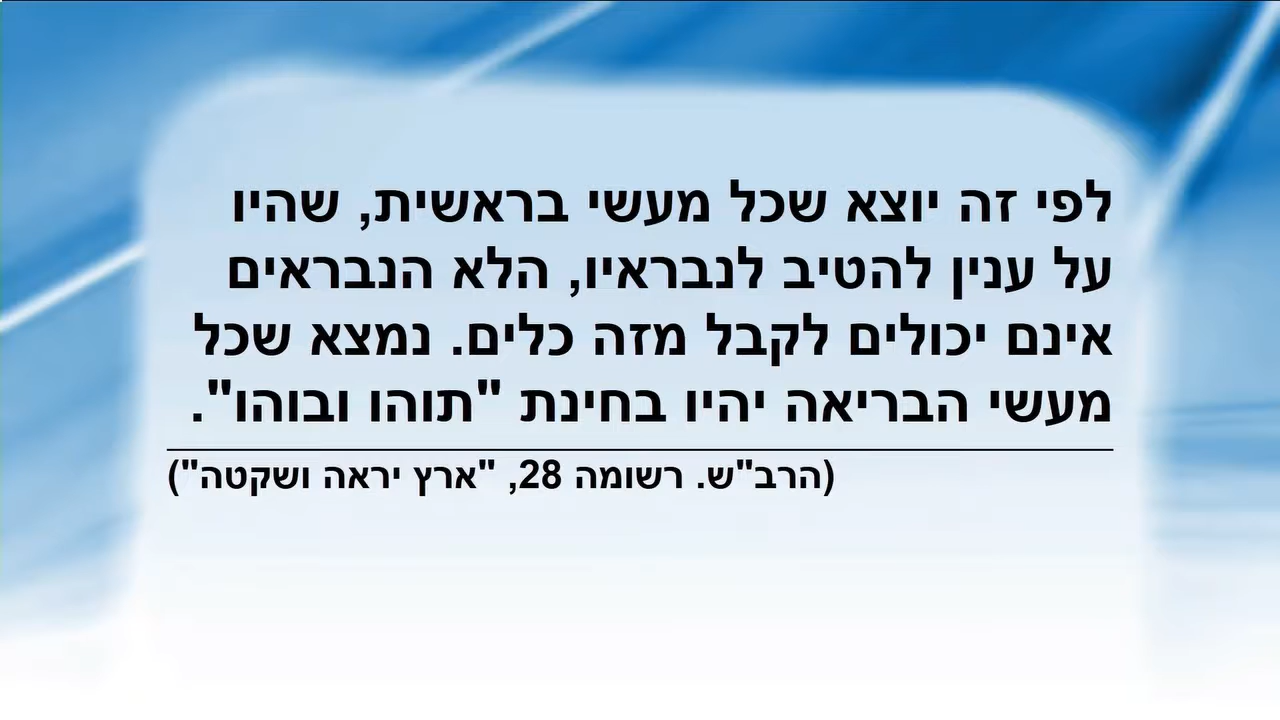 לפי זה יוצא שכל מעשי בראשית, שהיו
על ענין להטיב לנבראיו, הלא הנבראים
אינם יכולים לקבל מזה כלים. נמצא שכל
מעשי הבריאה יהיו בחינת "תוהו ובוהו".
(הרב"ש. רשומה 28, "ארץ יראה ושקטה")